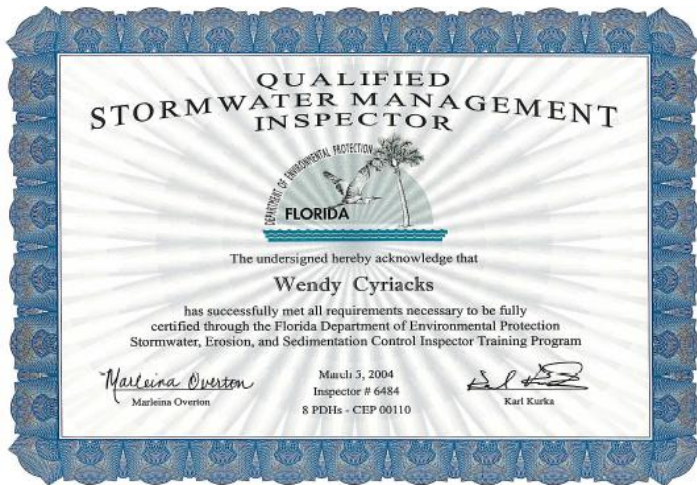 QUALIFIED
STORMWATER MANAGEMENT
INSPECTOR
DEPARTMENT OF ENVIRONMENTAL PROTECTION
FLORIDA
The undersigned hereby acknowledge that
Wendy Cyriacks
has successfully met all requirements necessary to be fully
certified through the Florida Department of Environmental Protection
Stormwater, Erosion, and Sedimentation Control Inspector Training Program
Marleina Overton
Marleina Overton
March 5, 2004
Inspector # 6484
8 PDHs - CEP 00110
Karl Kurka